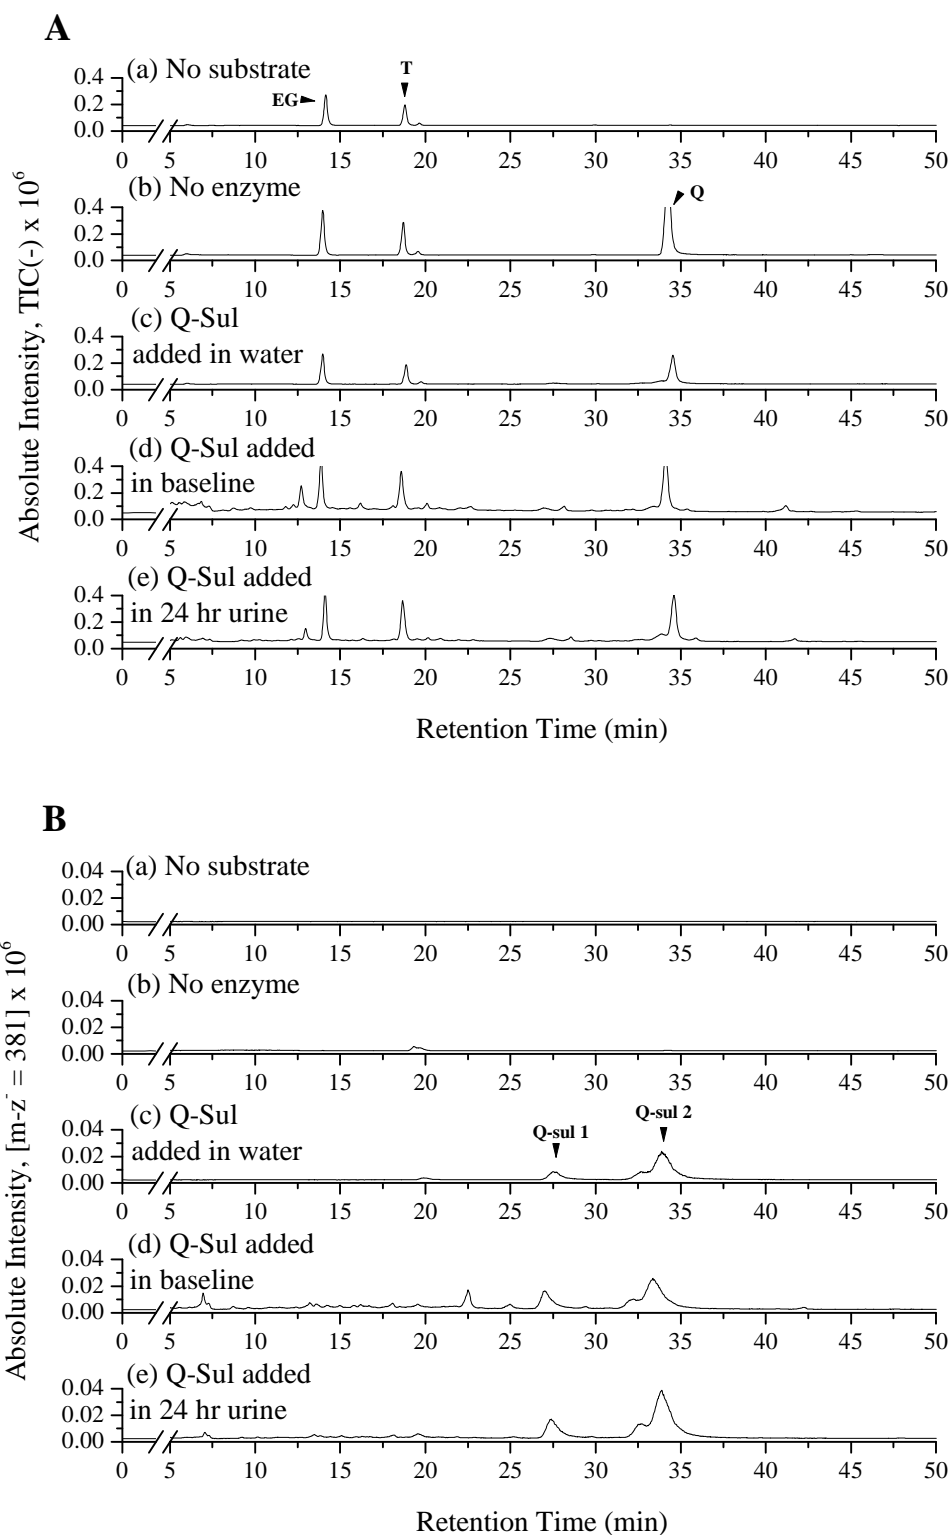 A
(a) No substrate
T
EG
0.4
0.2
0.0
0 5 10 15 20 25 30 35 40 45 50
(b) No enzyme
Q
0.4
0.2
0.0
0 5 10 15 20 25 30 35 40 45 50
(c) Q-Sul
added in water
0.4
0.2
0.0
0 5 10 15 20 25 30 35 40 45 50
(d) Q-Sul added
in baseline
0.4
0.2
0.0
0 5 10 15 20 25 30 35 40 45 50
(e) Q-Sul added
in 24 hr urine
0.4
0.2
0.0
0 5 10 15 20 25 30 35 40 45 50
Absolute Intensity, TIC(-) x 10⁶
Retention Time (min)
B
(a) No substrate
0.04
0.02
0.00
0 5 10 15 20 25 30 35 40 45 50
(b) No enzyme
0.04
0.02
0.00
0 5 10 15 20 25 30 35 40 45 50
(c) Q-Sul
added in water
Q-sul 1
Q-sul 2
0.04
0.02
0.00
0 5 10 15 20 25 30 35 40 45 50
(d) Q-Sul added
in baseline
0.04
0.02
0.00
0 5 10 15 20 25 30 35 40 45 50
(e) Q-Sul added
in 24 hr urine
0.04
0.02
0.00
0 5 10 15 20 25 30 35 40 45 50
Absolute Intensity, [m-z⁻ = 381] x 10⁶
Retention Time (min)